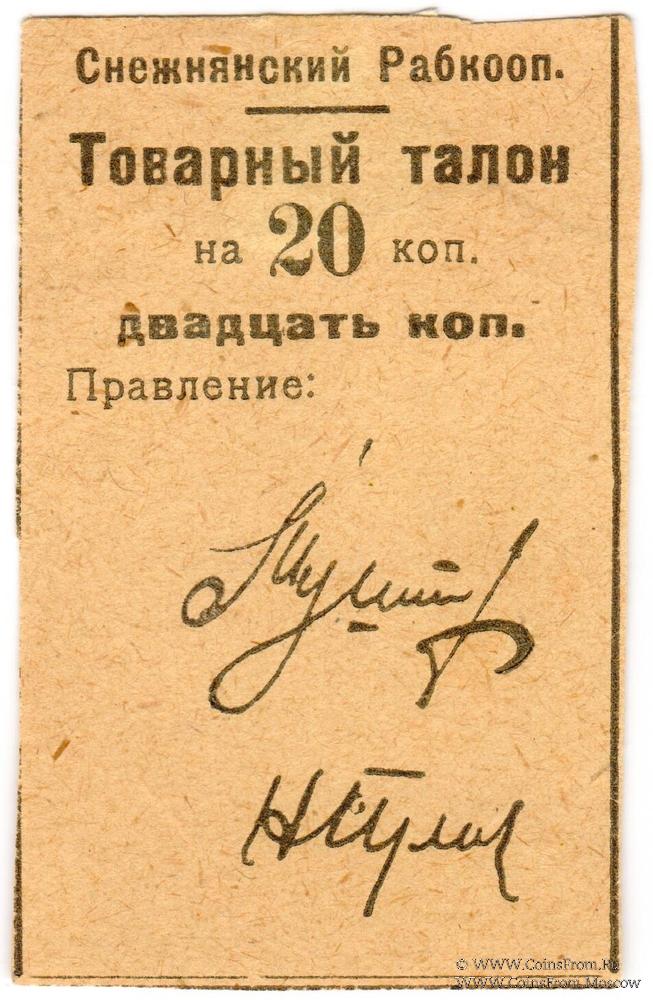 Снежнянский Рабкооп.
Товарный талон
на 20 коп.
двадцать коп.
Правление:
© WWW.CoinsFrom.Ru
WWW.CoinsFrom.Moscow